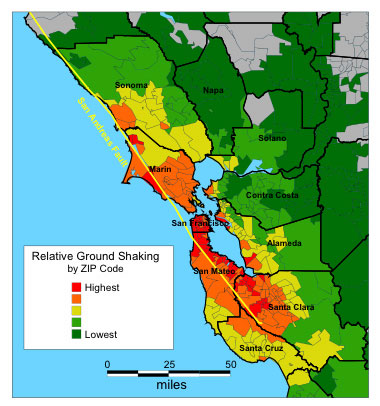 Sonoma
Napa
San Andreas Fault
Solano
Marin
Contra Costa
San Francisco
Alameda
San Mateo
Santa Clara
Santa Cruz
Relative Ground Shaking
by ZIP Code
Highest
Lowest
0 25 50
miles